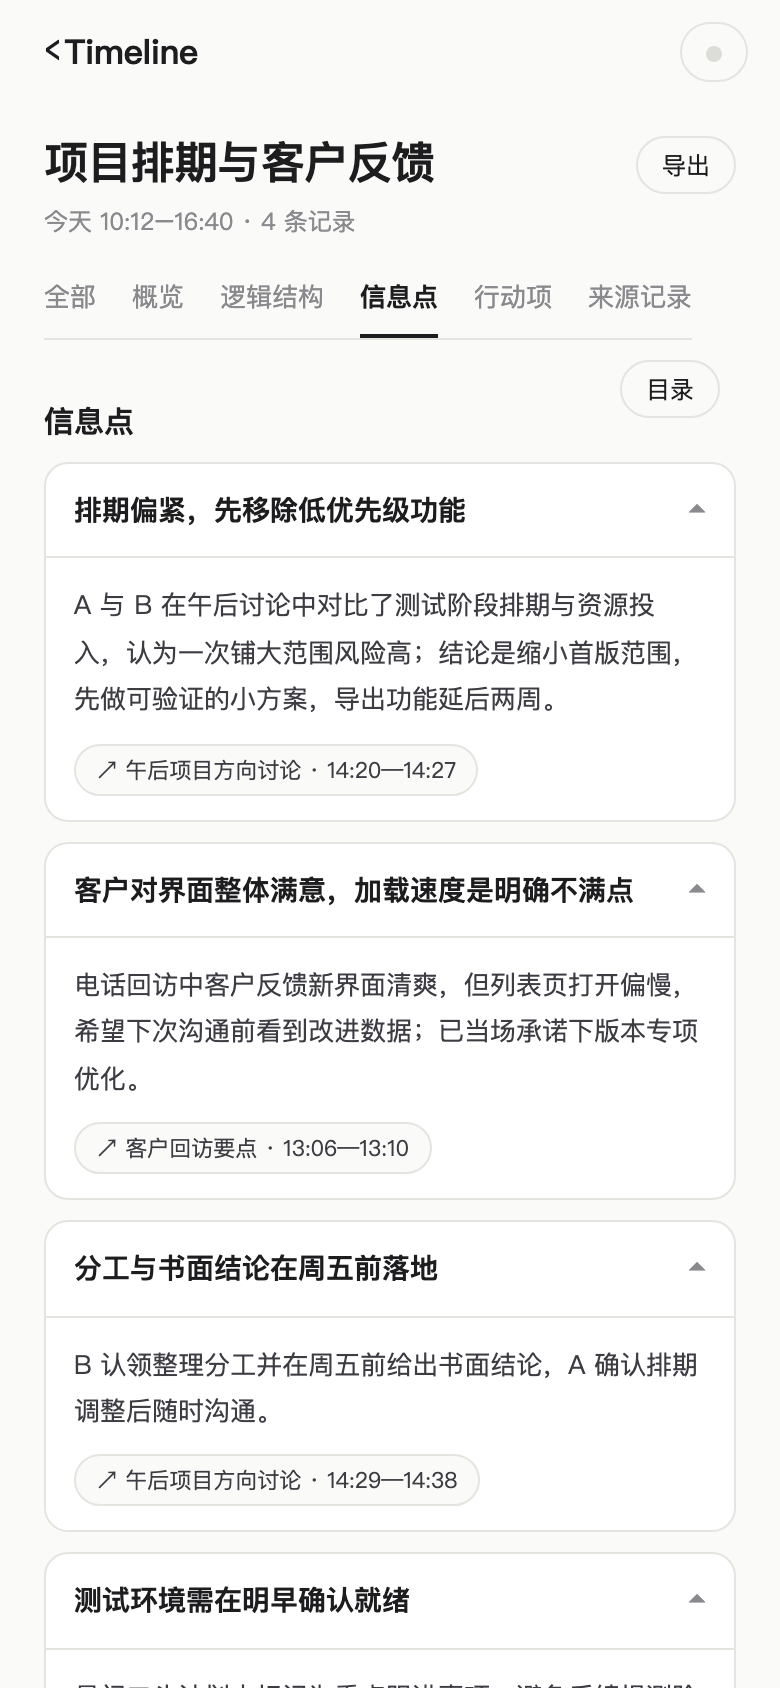 <Timeline
项目排期与客户反馈
导出
今天 10:12—16:40 · 4 条记录
全部 概览 逻辑结构 信息点 行动项 来源记录
目录
信息点
排期偏紧，先移除低优先级功能
A 与 B 在午后讨论中对比了测试阶段排期与资源投
入，认为一次铺大范围风险高；结论是缩小首版范围，
先做可验证的小方案，导出功能延后两周。
↗ 午后项目方向讨论 · 14:20—14:27
客户对界面整体满意，加载速度是明确不满点
电话回访中客户反馈新界面清爽，但列表页打开偏慢，
希望下次沟通前看到改进数据；已当场承诺下版本专项
优化。
↗ 客户回访要点 · 13:06—13:10
分工与书面结论在周五前落地
B 认领整理分工并在周五前给出书面结论，A 确认排期
调整后随时沟通。
↗ 午后项目方向讨论 · 14:29—14:38
测试环境需在明早确认就绪